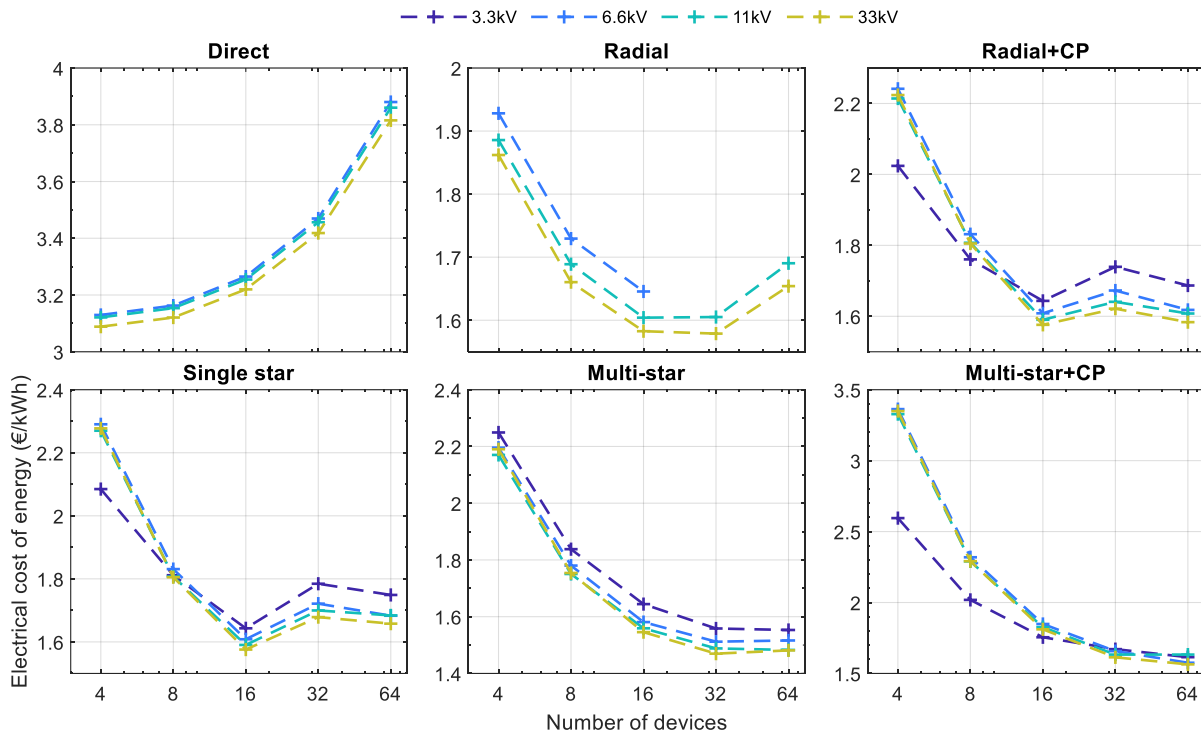 3.3kV 6.6kV 11kV 33kV
Direct
4
3.8
3.6
3.4
3.2
3
Radial
2
1.9
1.8
1.7
1.6
Radial+CP
2.2
2
1.8
1.6
Single star
2.4
2.2
2
1.8
1.6
4 8 16 32 64
Multi-star
2.4
2.2
2
1.8
1.6
1.4
4 8 16 32 64
Multi-star+CP
3.5
3
2.5
2
1.5
4 8 16 32 64
Electrical cost of energy (€/kWh)
Number of devices